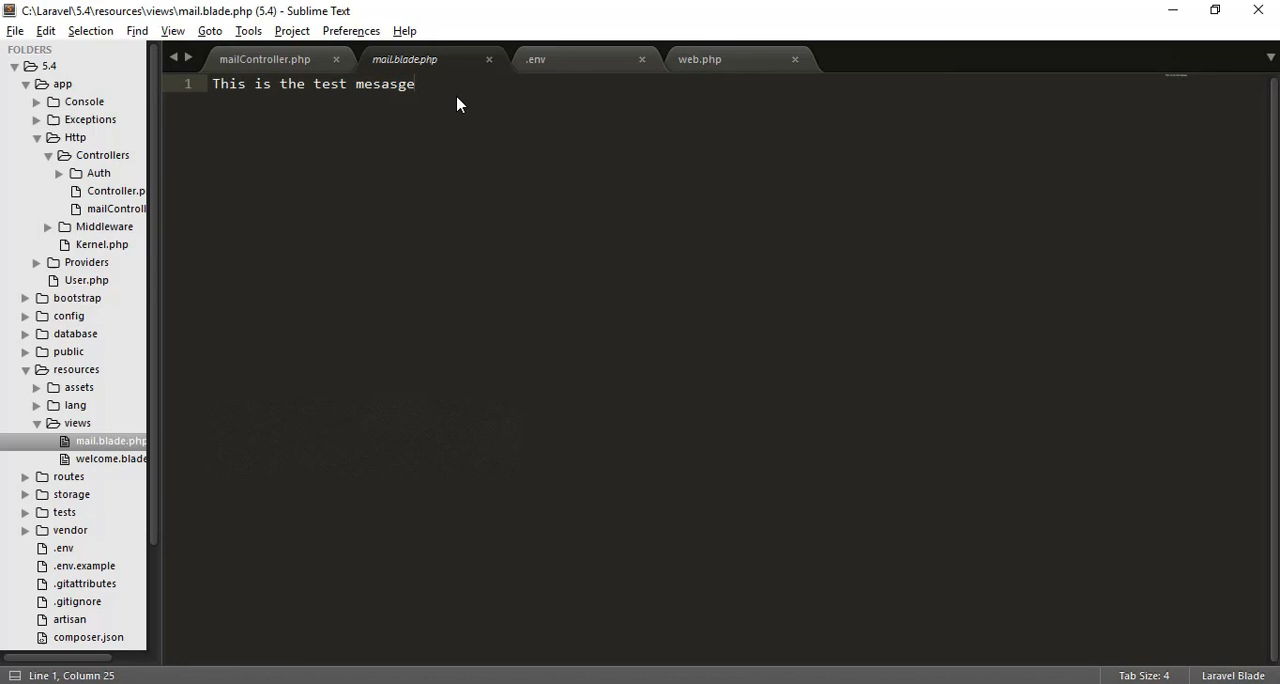 C:\Laravel\5.4\resources\views\mail.blade.php (5.4) - Sublime Text
File Edit Selection Find View Goto Tools Project Preferences Help
FOLDERS
5.4
app
Console
Exceptions
Http
Controllers
Auth
Controller.p
mailControll
Middleware
Kernel.php
Providers
User.php
bootstrap
config
database
public
resources
assets
lang
views
mail.blade.php
welcome.blade
routes
storage
tests
vendor
.env
.env.example
.gitattributes
.gitignore
artisan
composer.json
mailController.php mail.blade.php .env web.php
1 This is the test mesasge
Line 1, Column 25 Tab Size: 4 Laravel Blade